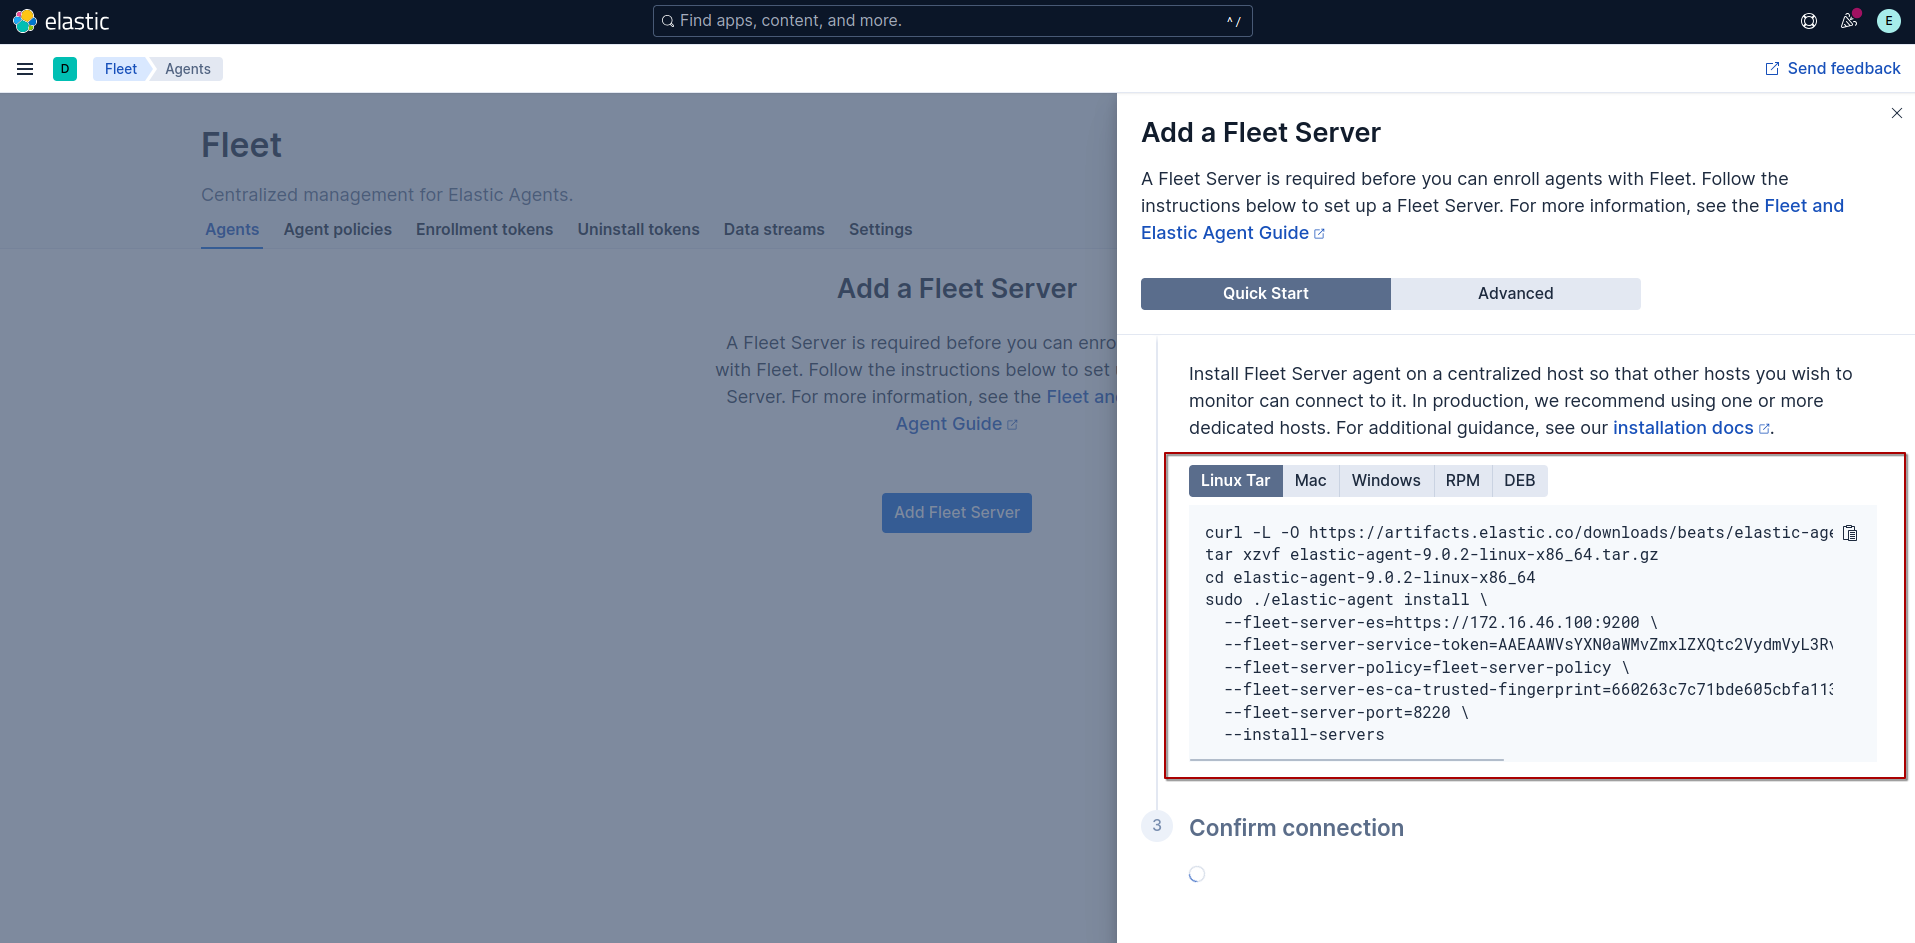 elastic
Find apps, content, and more.
^/
E
D
Fleet
Agents
Send feedback
Fleet
Centralized management for Elastic Agents.
Agents
Agent policies
Enrollment tokens
Uninstall tokens
Data streams
Settings
Add a Fleet Server
A Fleet Server is required before you can enro
with Fleet. Follow the instructions below to set
Server. For more information, see the Fleet an
Agent Guide
Add Fleet Server
Add a Fleet Server
A Fleet Server is required before you can enroll agents with Fleet. Follow the
instructions below to set up a Fleet Server. For more information, see the Fleet and
Elastic Agent Guide
Quick Start
Advanced
Install Fleet Server agent on a centralized host so that other hosts you wish to
monitor can connect to it. In production, we recommend using one or more
dedicated hosts. For additional guidance, see our installation docs.
Linux Tar
Mac
Windows
RPM
DEB
curl -L -O https://artifacts.elastic.co/downloads/beats/elastic-age
tar xzvf elastic-agent-9.0.2-linux-x86_64.tar.gz
cd elastic-agent-9.0.2-linux-x86_64
sudo ./elastic-agent install \
--fleet-server-es=https://172.16.46.100:9200 \
--fleet-server-service-token=AAEAAWVsYXN0aWMvZmxlZXQtc2VydmVyL3Rv
--fleet-server-policy=fleet-server-policy \
--fleet-server-es-ca-trusted-fingerprint=660263c7c71bde605cbfa113
--fleet-server-port=8220 \
--install-servers
3
Confirm connection